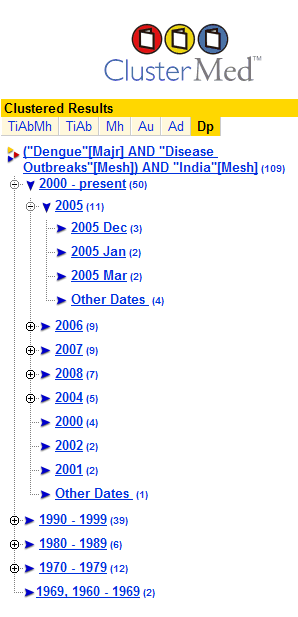 ClusterMed™
Clustered Results
TiAbMh TiAb Mh Au Ad Dp
("Dengue"[Majr] AND "Disease
Outbreaks"[Mesh]) AND "India"[Mesh] (109)
2000 - present (50)
2005 (11)
2005 Dec (3)
2005 Jan (2)
2005 Mar (2)
Other Dates (4)
2006 (9)
2007 (9)
2008 (7)
2004 (5)
2000 (4)
2002 (2)
2001 (2)
Other Dates (1)
1990 - 1999 (39)
1980 - 1989 (6)
1970 - 1979 (12)
1969, 1960 - 1969 (2)